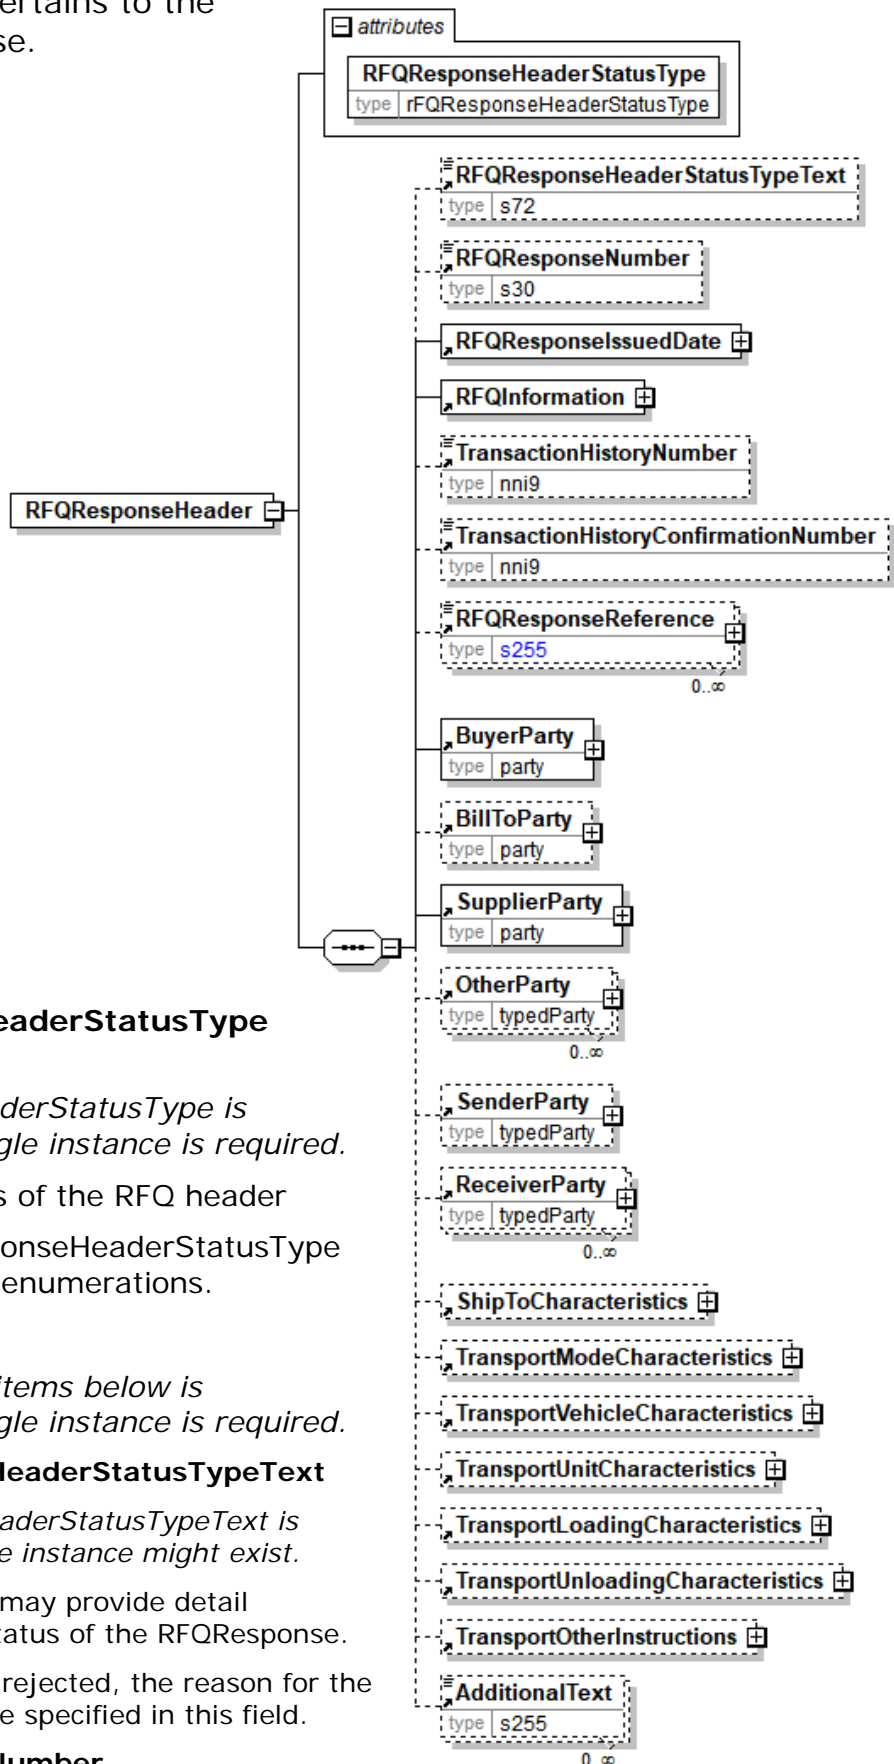 ertains to the
se.
attributes
RFQResponseHeaderStatusType
type rFQResponseHeaderStatusType
RFQResponseHeaderStatusTypeText
type s72
RFQResponseNumber
type s30
RFQResponseIssuedDate
RFQInformation
TransactionHistoryNumber
type nni9
RFQResponseHeader
TransactionHistoryConfirmationNumber
type nni9
RFQResponseReference
type s255
0..∞
BuyerParty
type party
BillToParty
type party
SupplierParty
type party
OtherParty
type typedParty
0..∞
SenderParty
type typedParty
ReceiverParty
type typedParty
0..∞
ShipToCharacteristics
TransportModeCharacteristics
TransportVehicleCharacteristics
TransportUnitCharacteristics
TransportLoadingCharacteristics
TransportUnloadingCharacteristics
TransportOtherInstructions
AdditionalText
type s255
0..∞
eaderStatusType
derStatusType is
gle instance is required.
s of the RFQ header
onseHeaderStatusType
enumerations.
items below is
gle instance is required.
HeaderStatusTypeText
aderStatusTypeText is
e instance might exist.
may provide detail
tatus of the RFQResponse.
rejected, the reason for the
e specified in this field.
Number